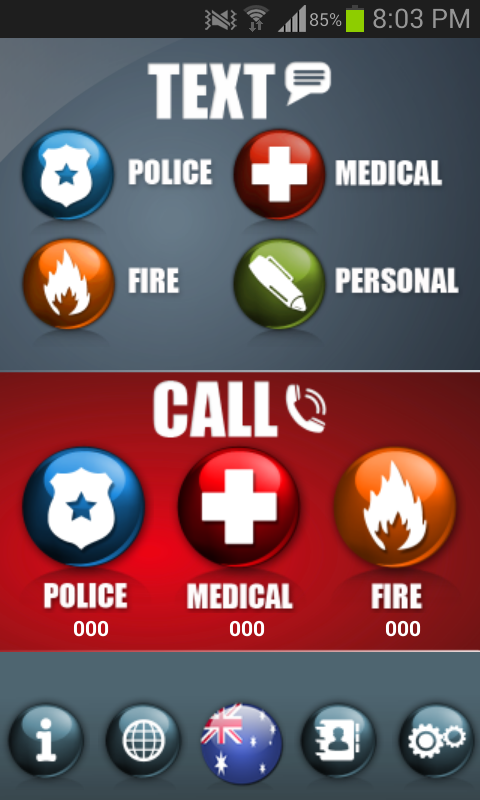 85% 8:03 PM
TEXT
POLICE MEDICAL
FIRE PERSONAL
CALL
POLICE MEDICAL FIRE
000 000 000